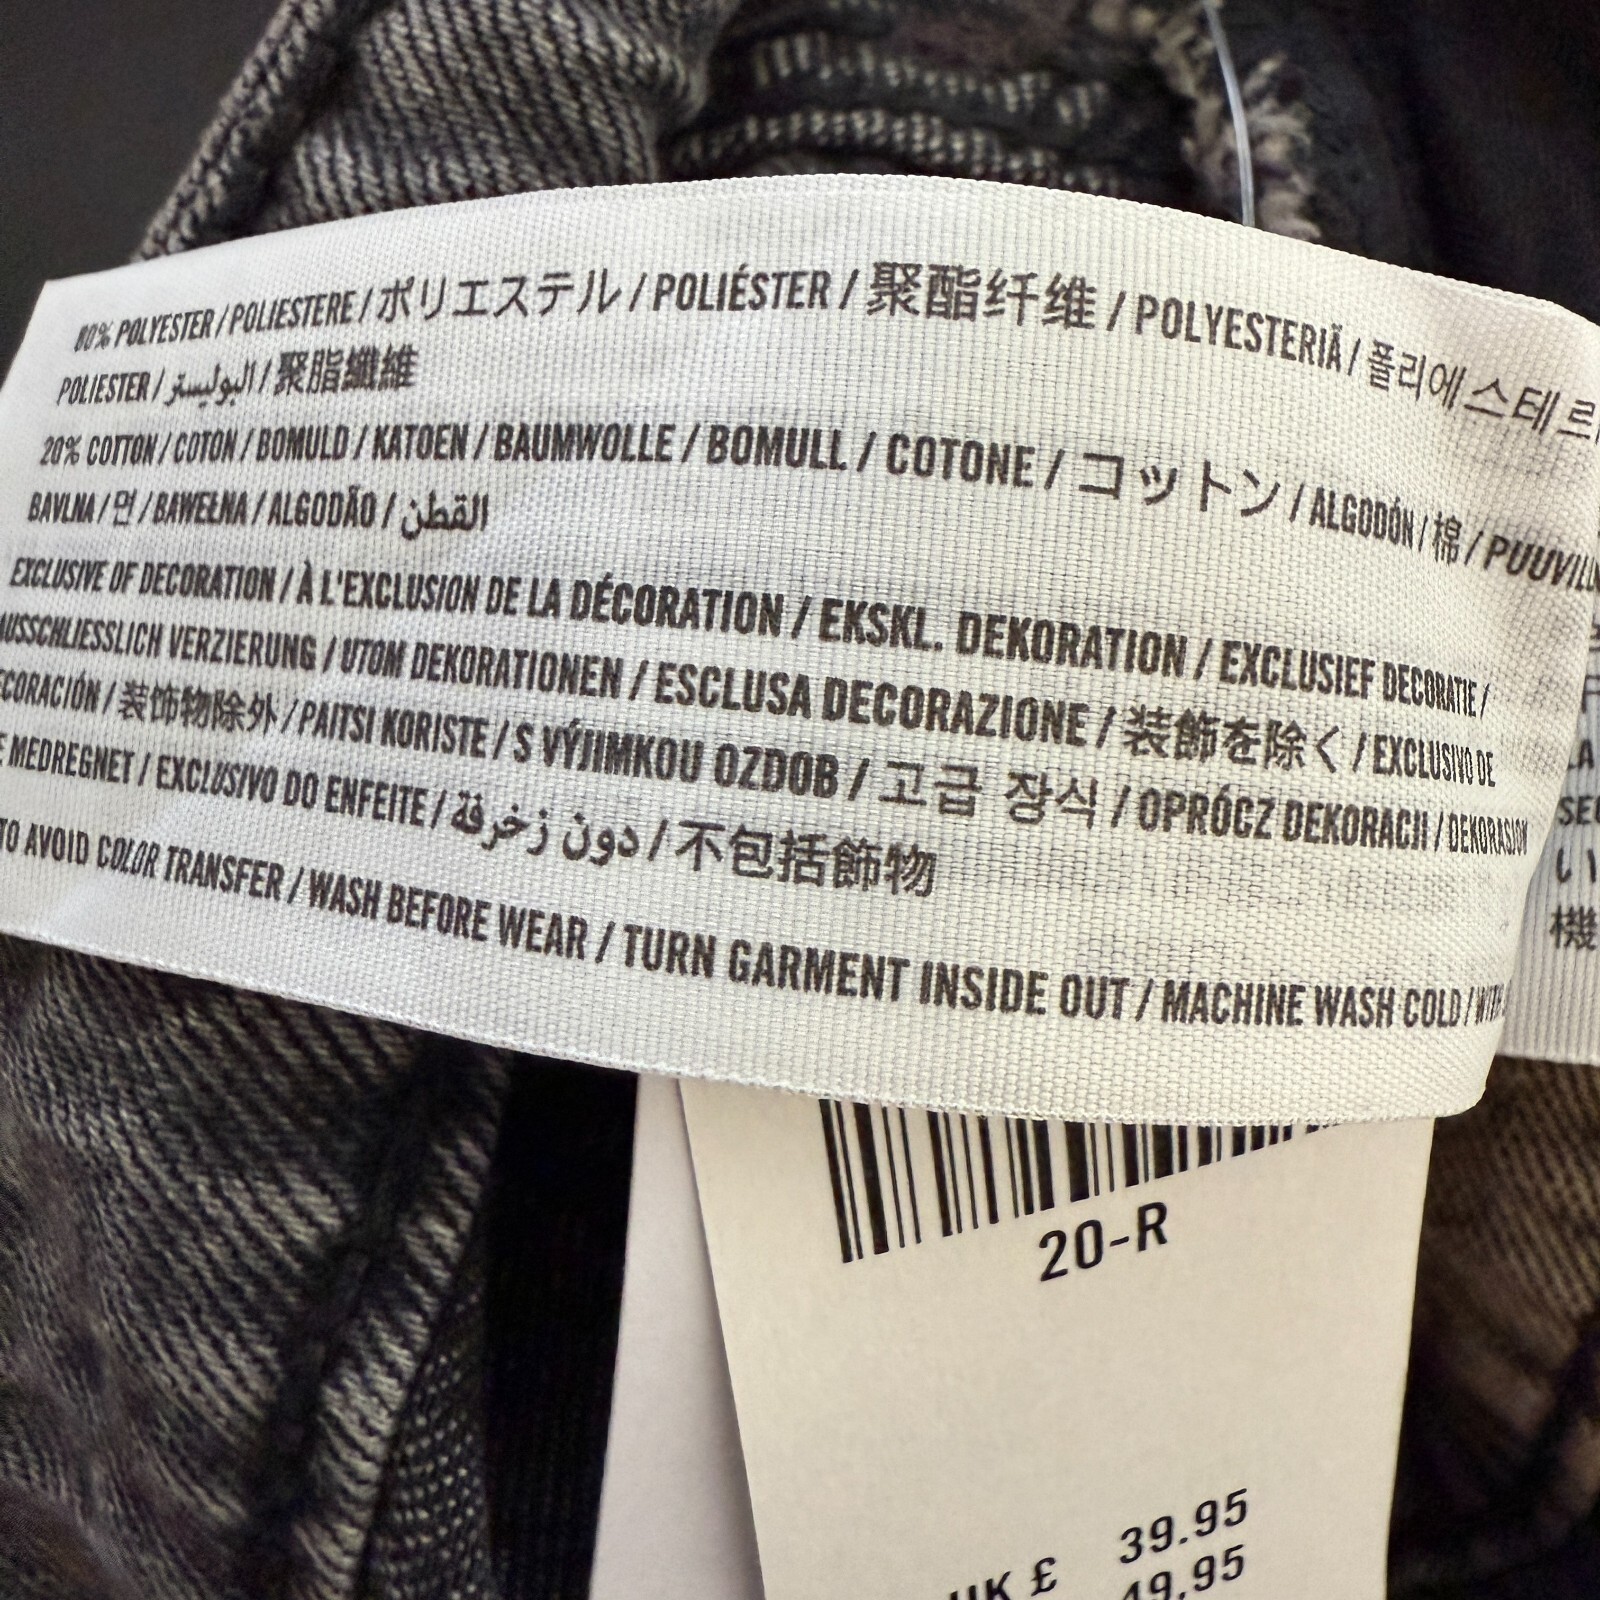 80% POLYESTER / POLIESTERE / ポリエステル / POLIÉSTER / 聚酯纤维 / POLYESTERIÄ / 폴리에스테르
POLIESTER / البوليستر / 聚脂纖維
20% COTTON / COTON / BOMULD / KATOEN / BAUMWOLLE / BOMULL / COTONE / コットン / ALGODÓN / 棉 / PUUVILL
BAVLNA / 면 / BAWEŁNA / ALGODÃO / القطن
EXCLUSIVE OF DECORATION / À L'EXCLUSION DE LA DÉCORATION / EKSKL. DEKORATION / EXCLUSIEF DECORATIE /
AUSSCHLIESSLICH VERZIERUNG / UTOM DEKORATIONEN / ESCLUSA DECORAZIONE / 装飾を除く / EXCLUSIVO DE
ECORACIÓN / 装饰物除外 / PAITSI KORISTE / S VÝJIMKOU OZDOB / 고급 장식 / OPRÓCZ DEKORACJI / DEKORASJON
E MEDREGNET / EXCLUSIVO DO ENFEITE / دون زخرفة / 不包括飾物
TO AVOID COLOR TRANSFER / WASH BEFORE WEAR / TURN GARMENT INSIDE OUT / MACHINE WASH COLD /
LA
SEC
い
機
20-R
39.95
UK £ 49.95